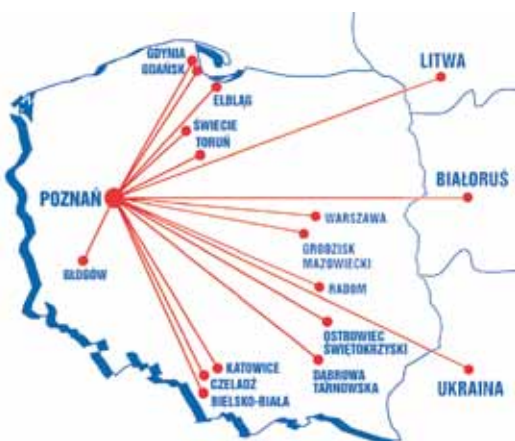 GDYNIA
GDAŃSK
LITWA
ELBLĄG
ŚWIECIE
TORUŃ
POZNAŃ
BIAŁORUŚ
WARSZAWA
GRODZISK
MAZOWIECKI
GŁOGÓW
RADOM
OSTROWIEC
ŚWIĘTOKRZYSKI
KATOWICE
CZELADŹ
BIELSKO-BIAŁA
DĄBROWA
TARNOWSKA
UKRAINA